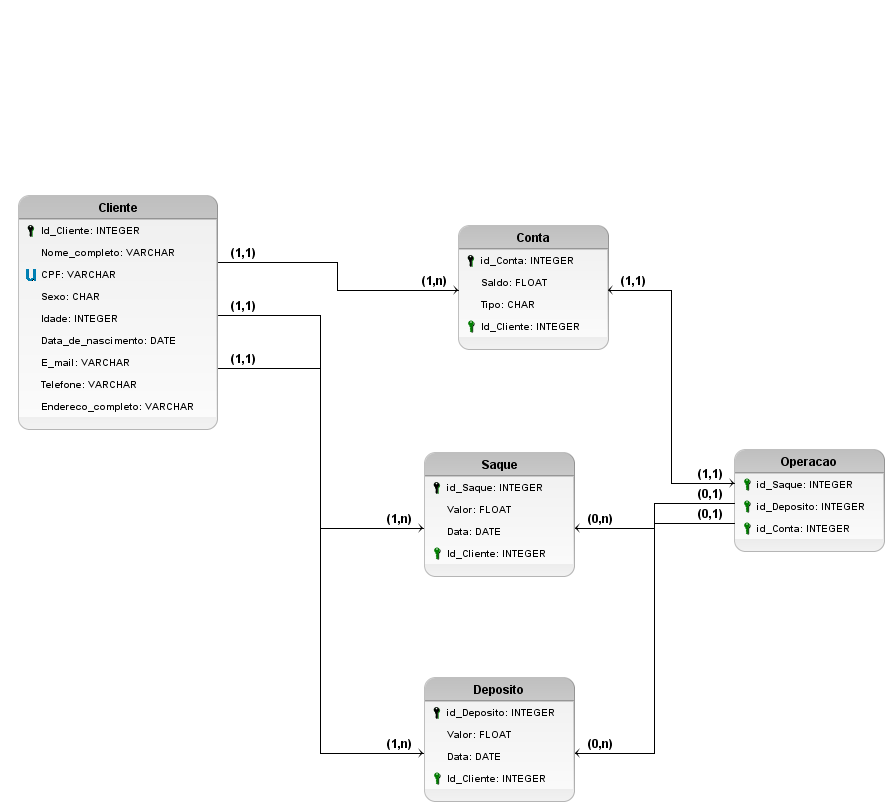 Cliente
Id_Cliente: INTEGER
Nome_completo: VARCHAR
U CPF: VARCHAR
Sexo: CHAR
Idade: INTEGER
Data_de_nascimento: DATE
E_mail: VARCHAR
Telefone: VARCHAR
Endereco_completo: VARCHAR
(1,1)
(1,1)
(1,1)
(1,n)
Conta
id_Conta: INTEGER
Saldo: FLOAT
Tipo: CHAR
Id_Cliente: INTEGER
(1,1)
(1,n)
Saque
id_Saque: INTEGER
Valor: FLOAT
Data: DATE
Id_Cliente: INTEGER
(0,n)
(1,1)
(0,1)
(0,1)
Operacao
id_Saque: INTEGER
id_Deposito: INTEGER
id_Conta: INTEGER
(1,n)
Deposito
id_Deposito: INTEGER
Valor: FLOAT
Data: DATE
Id_Cliente: INTEGER
(0,n)